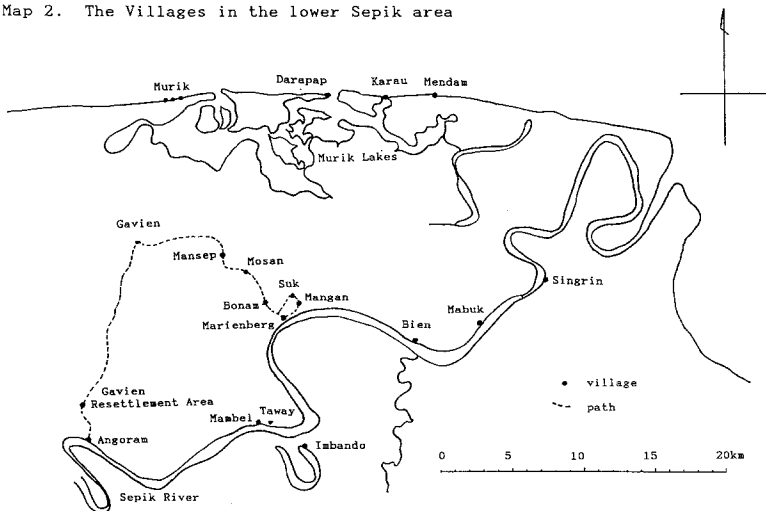 Map 2. The Villages in the lower Sepik area
Murik
Darapap
Karau
Mendam
Murik Lakes
Gavien
Mansep
Mosan
Suk
Mangan
Bonam
Marienberg
Singrin
Mabuk
Bien
village
path
Gavien
Resettlement Area
Mambel
Taway
Angoram
Imbando
0 5 10 15 20km
Sepik River